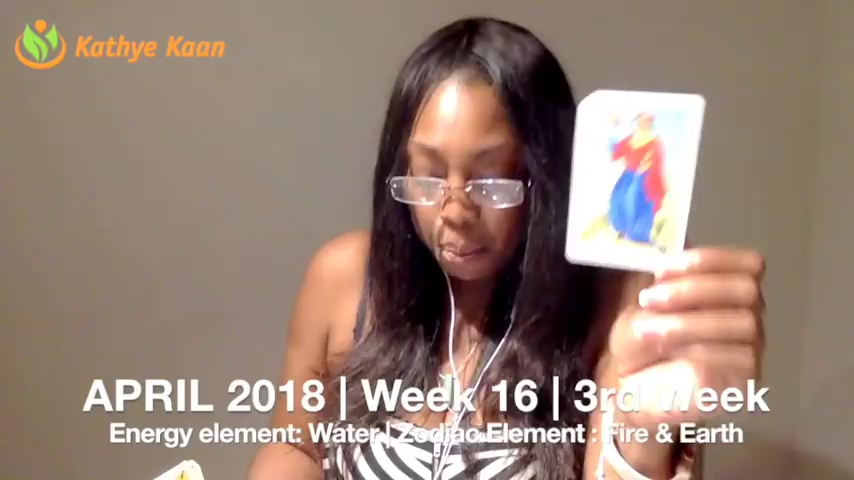 Kathye Kaan
APRIL 2018 | Week 16 | 3rd Week
Energy element: Water | Zodiac Element : Fire & Earth